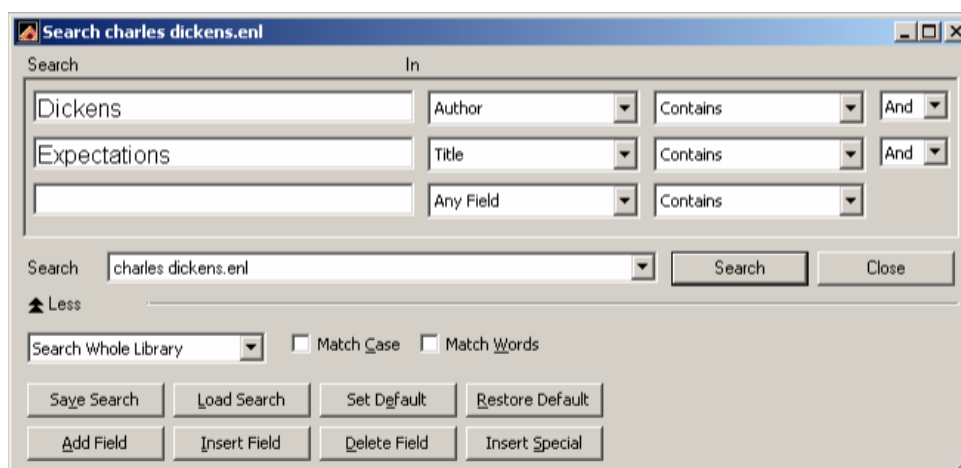 Search charles dickens.enl
Search In
Dickens Author Contains And
Expectations Title Contains And
Any Field Contains
Search charles dickens.enl Search Close
Less
Search Whole Library Match Case Match Words
Save Search Load Search Set Default Restore Default
Add Field Insert Field Delete Field Insert Special